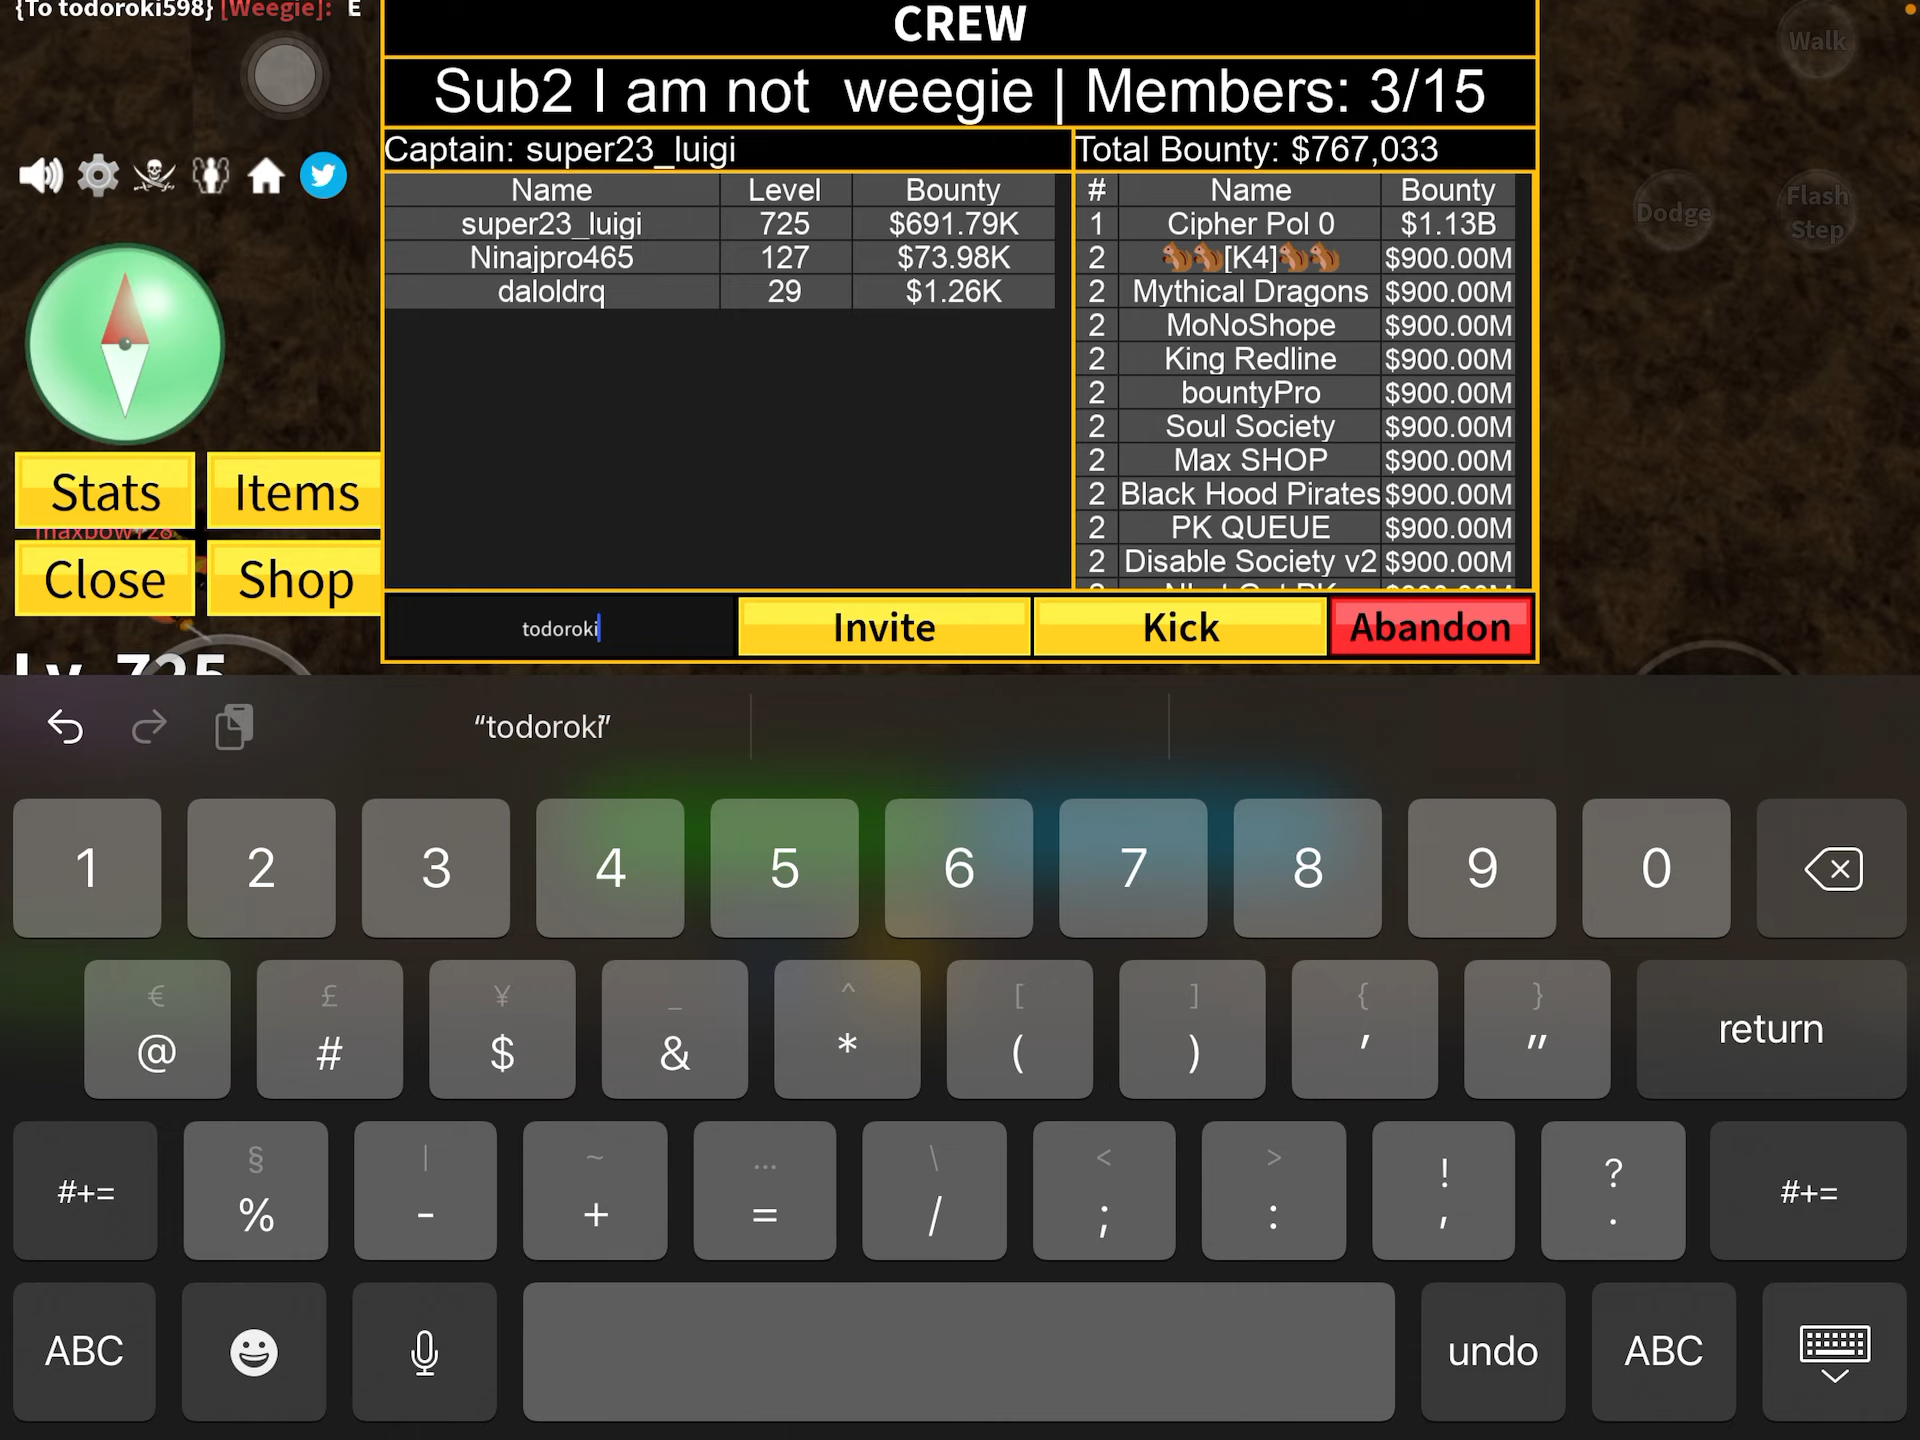 {To todoroki598} [Weegie]: E
CREW
Sub2 I am not  weegie | Members: 3/15
Captain: super23_luigi
Total Bounty: $767,033
Name Level Bounty
super23_luigi 725 $691.79K
Ninajpro465 127 $73.98K
daloldrq 29 $1.26K
# Name Bounty
1 Cipher Pol 0 $1.13B
2 🐿️🐿️[K4]🐿️🐿️ $900.00M
2 Mythical Dragons $900.00M
2 MoNoShope $900.00M
2 King Redline $900.00M
2 bountyPro $900.00M
2 Soul Society $900.00M
2 Max SHOP $900.00M
2 Black Hood Pirates $900.00M
2 PK QUEUE $900.00M
2 Disable Society v2 $900.00M
Walk
Dodge
Flash
Step
Stats Items
Close Shop
Lv. 725
todoroki Invite Kick Abandon
“todoroki”
1 2 3 4 5 6 7 8 9 0
€ £ ¥ _ ^ [ ] { }
@ # $ & * ( ) ' "
return
§ | ~ … \ < > ! ?
#+= % - + = / ; : , . #+=
ABC undo ABC